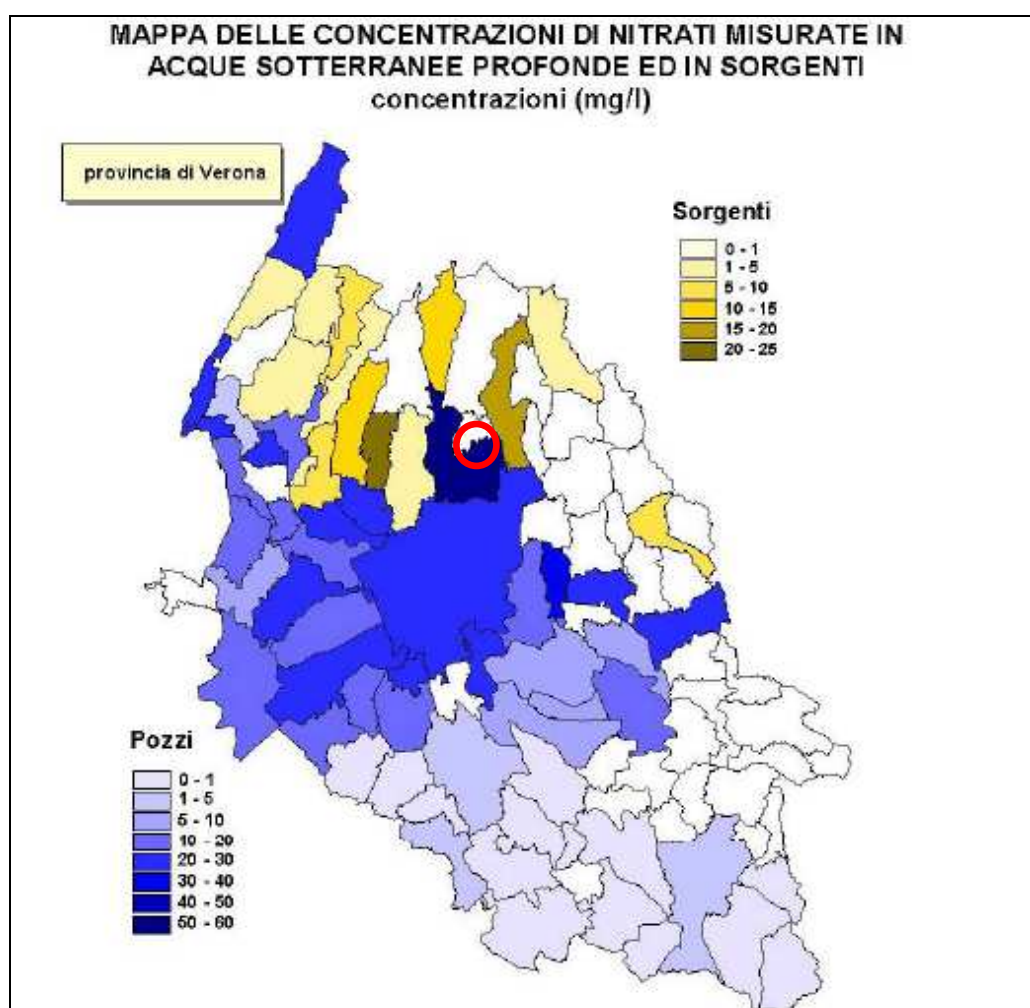 MAPPA DELLE CONCENTRAZIONI DI NITRATI MISURATE IN
ACQUE SOTTERRANEE PROFONDE ED IN SORGENTI
concentrazioni (mg/l)
provincia di Verona
Sorgenti
0 - 1
1 - 5
5 - 10
10 - 15
15 - 20
20 - 25
Pozzi
0 - 1
1 - 5
5 - 10
10 - 20
20 - 30
30 - 40
40 - 50
50 - 60